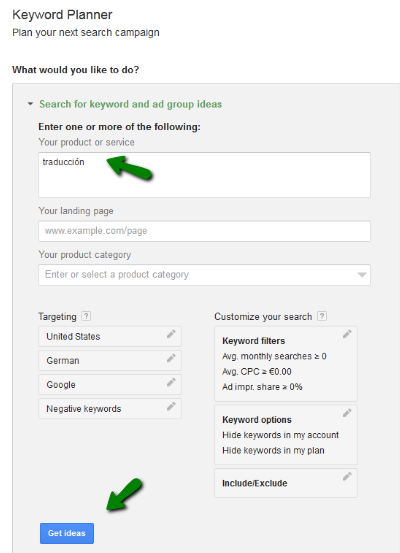 Keyword Planner
Plan your next search campaign
What would you like to do?
Search for keyword and ad group ideas
Enter one or more of the following:
Your product or service
traducción
Your landing page
www.example.com/page
Your product category
Enter or select a product category
Targeting ?
United States
German
Google
Negative keywords
Customize your search ?
Keyword filters
Avg. monthly searches ≥ 0
Avg. CPC ≥ €0.00
Ad impr. share ≥ 0%
Keyword options
Hide keywords in my account
Hide keywords in my plan
Include/Exclude
Get ideas